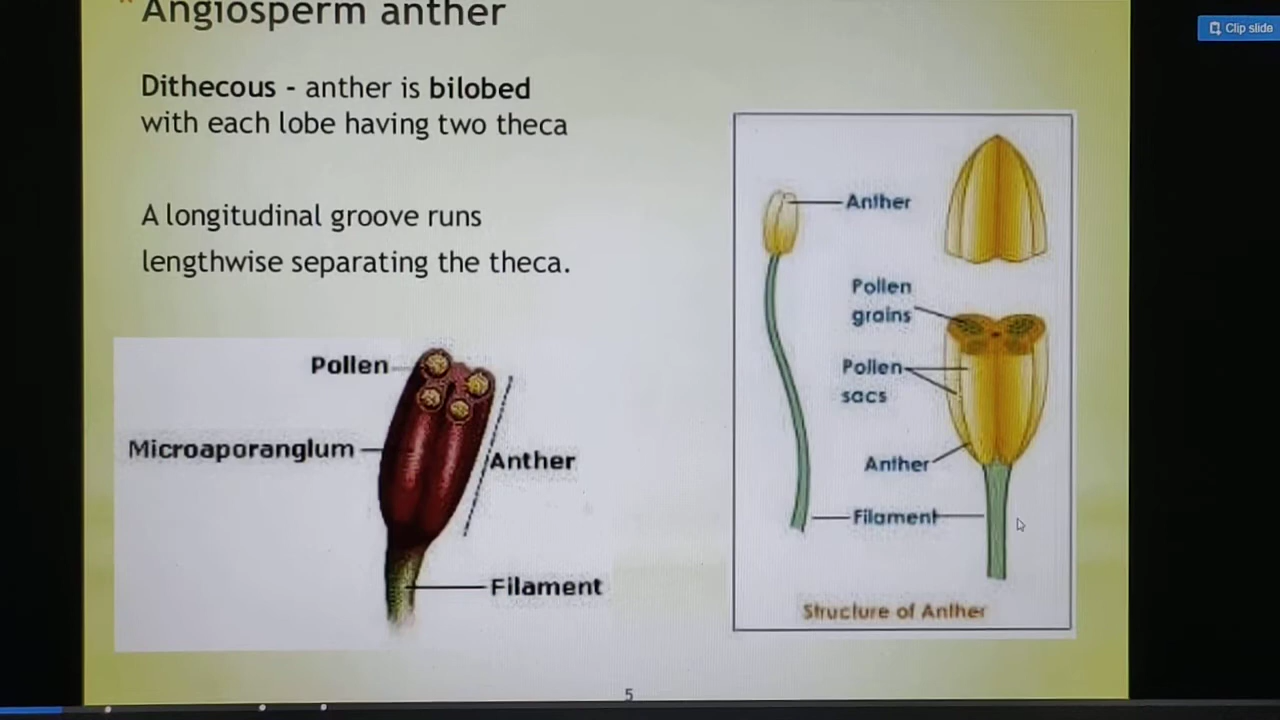 * Angiosperm anther
Clip slide
Dithecous - anther is bilobed
with each lobe having two theca
A longitudinal groove runs
lengthwise separating the theca.
Pollen
Microaporanglum
Anther
Filament
Anther
Pollen
grains
Pollen
sacs
Anther
Filament
Structure of Anther
5